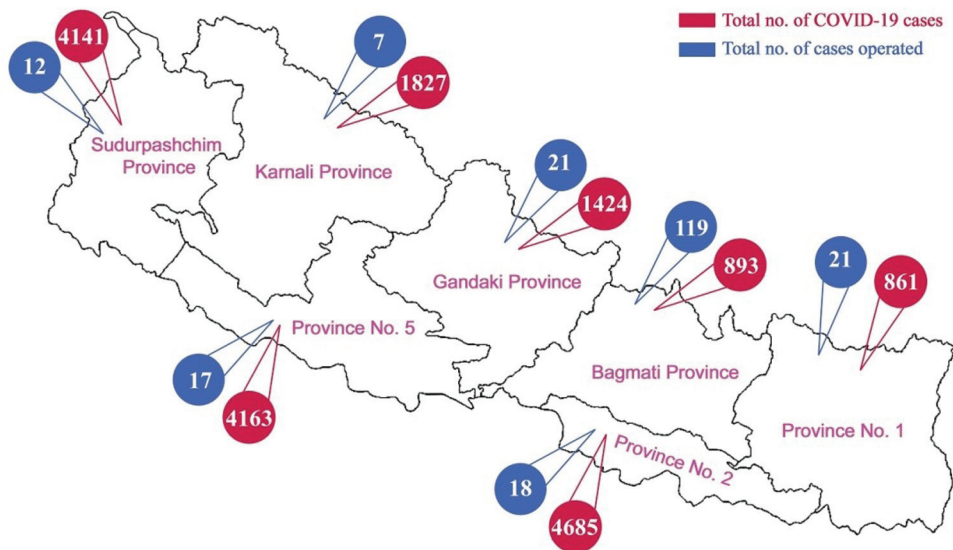 Total no. of COVID-19 cases
Total no. of cases operated
4141
12
7
1827
Sudurpashchim
Province
Karnali Province
21
1424
119
893
21
861
Gandaki Province
Province No. 5
17
4163
Bagmati Province
Province No. 1
Province No. 2
18
4685